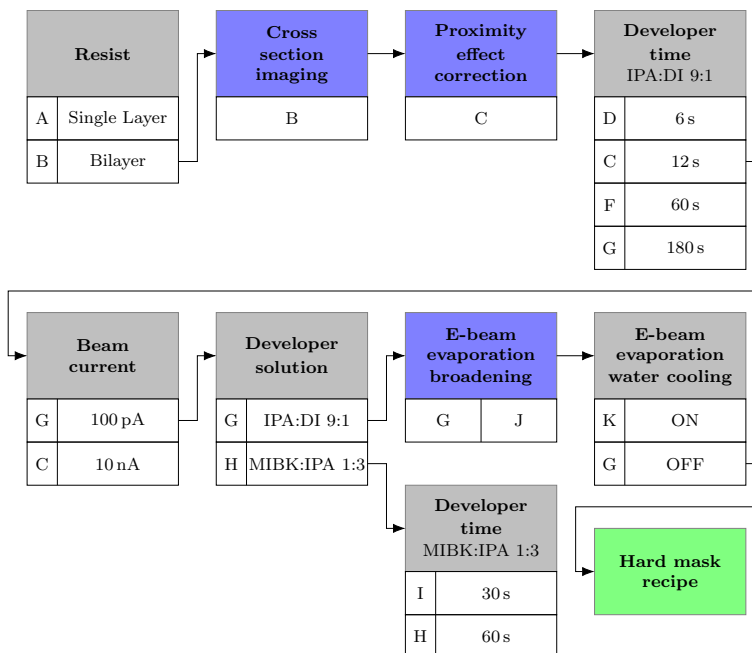 Resist
A Single Layer
B Bilayer
Cross
section
imaging
B
Proximity
effect
correction
C
Developer
time
IPA:DI 9:1
D 6 s
C 12 s
F 60 s
G 180 s
Beam
current
G 100 pA
C 10 nA
Developer
solution
G IPA:DI 9:1
H MIBK:IPA 1:3
E-beam
evaporation
broadening
G J
E-beam
evaporation
water cooling
K ON
G OFF
Developer
time
MIBK:IPA 1:3
I 30 s
H 60 s
Hard mask
recipe